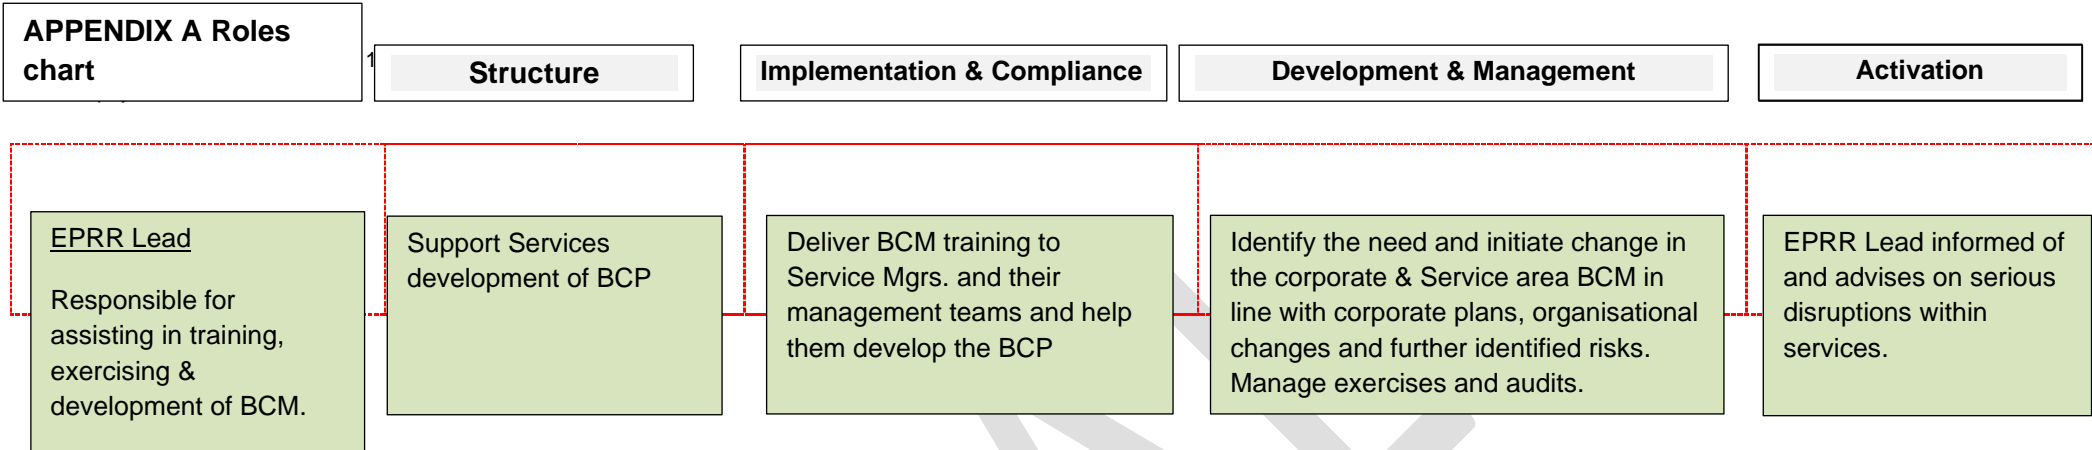 APPENDIX A Roles
chart
1
Structure
Implementation & Compliance
Development & Management
Activation
EPRR Lead
Responsible for
assisting in training,
exercising &
development of BCM.
Support Services
development of BCP
Deliver BCM training to
Service Mgrs. and their
management teams and help
them develop the BCP
Identify the need and initiate change in
the corporate & Service area BCM in
line with corporate plans, organisational
changes and further identified risks.
Manage exercises and audits.
EPRR Lead informed of
and advises on serious
disruptions within
services.